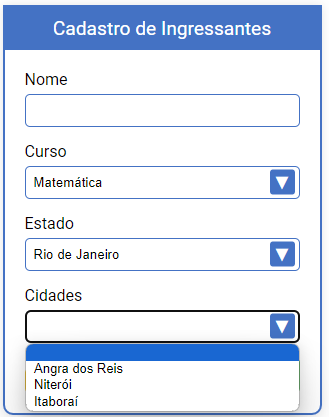 Cadastro de Ingressantes
Nome
Curso
Matemática
Estado
Rio de Janeiro
Cidades
Angra dos Reis
Niterói
Itaboraí